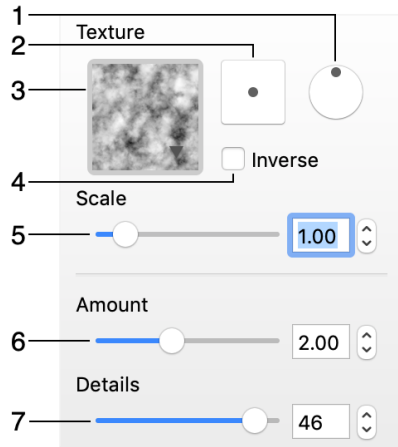 1
Texture
2
3
Inverse
4
Scale
5 1.00
Amount
6 2.00
Details
7 46